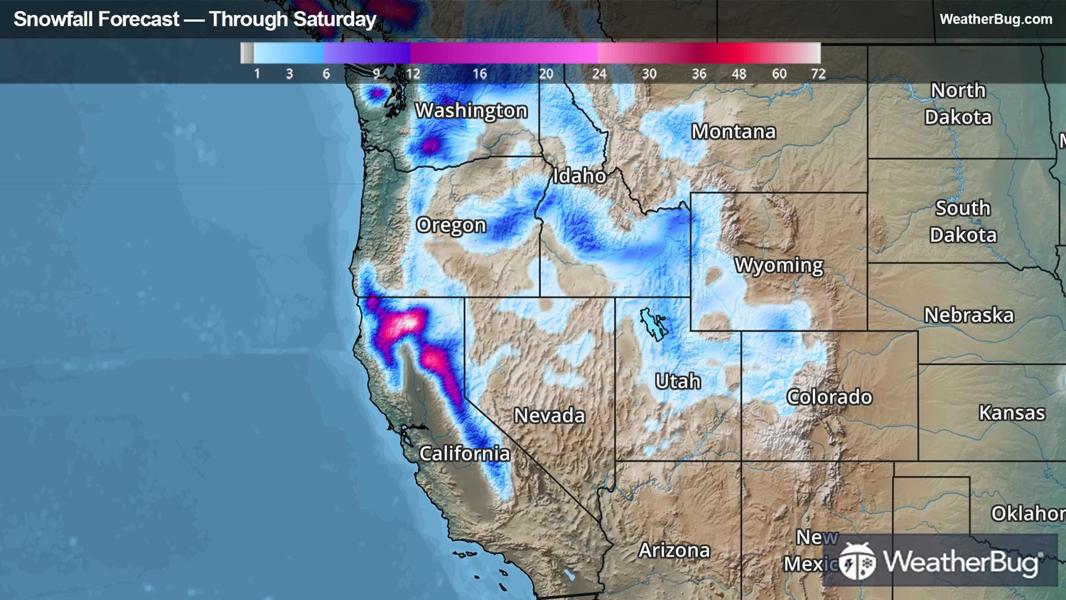 Snowfall Forecast — Through Saturday
WeatherBug.com
1 3 6 9 12 16 20 24 30 36 48 60 72
Washington
Montana
North
Dakota
Idaho
Oregon
South
Dakota
Wyoming
Nebraska
Utah
Colorado
Nevada
Kansas
California
Oklahor
Arizona
New
Mexic
WeatherBug